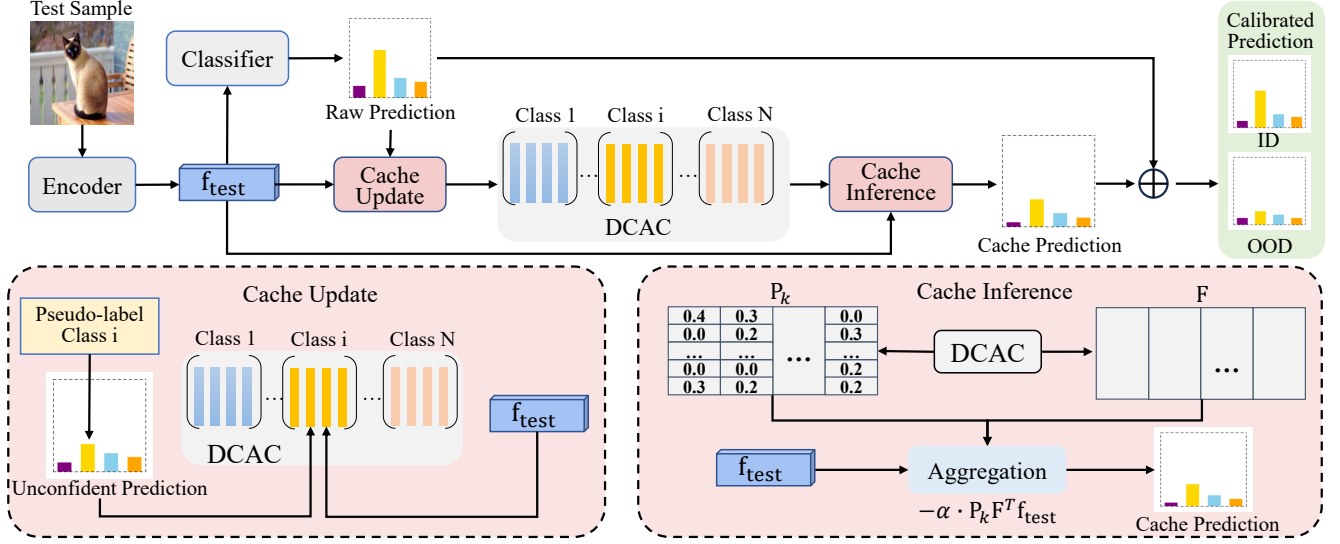 Test Sample
Classifier
Raw Prediction
Encoder
f_test
Cache
Update
Class 1
Class i
Class N
...
...
DCAC
Cache
Inference
Cache Prediction
Calibrated
Prediction
ID
OOD
Cache Update
Pseudo-label
Class i
Unconfident Prediction
Class 1
Class i
Class N
...
...
DCAC
f_test
Cache Inference
P_k
0.4 0.3 0.0
0.0 0.2 0.3
... ... ... ...
0.0 0.0 0.2
0.3 0.2 0.2
DCAC
F
...
f_test
Aggregation
−α · P_kF^T f_test
Cache Prediction